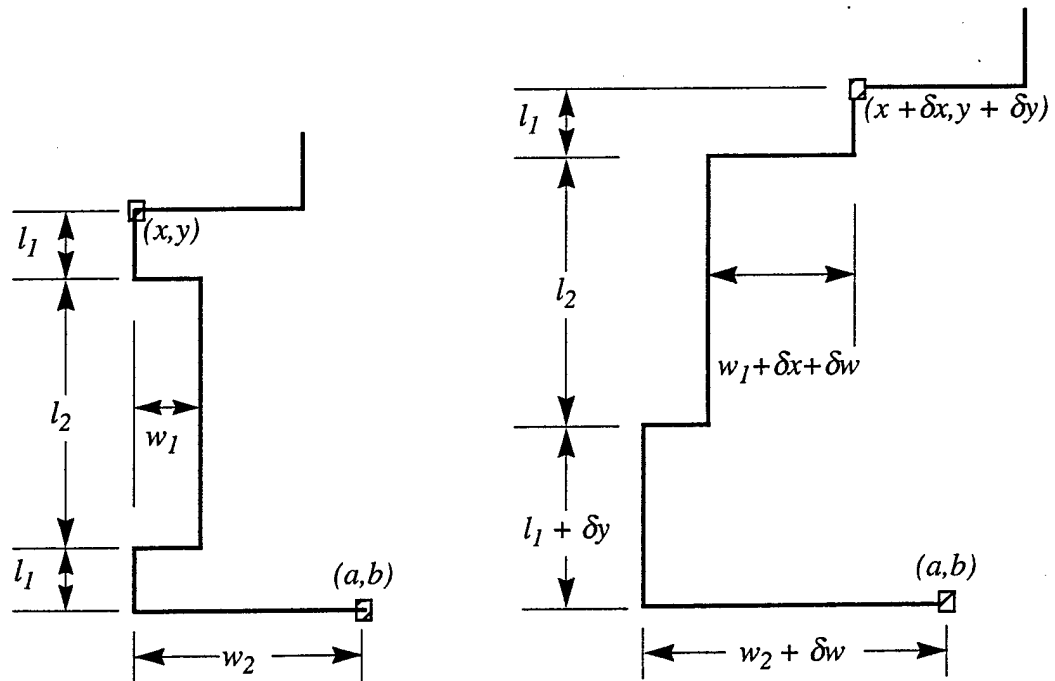 l₁
(x,y)
l₂
w₁
l₁
(a,b)
w₂
l₁
(x + δx,y + δy)
l₂
w₁+δx+δw
l₁ + δy
(a,b)
w₂ + δw